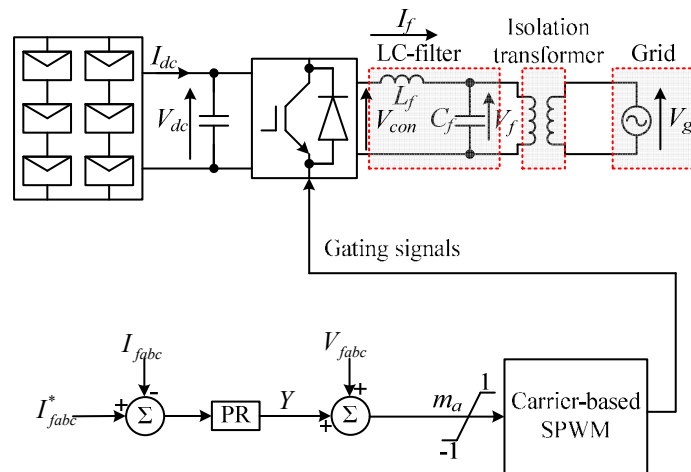 I_f
Isolation
LC-filter transformer Grid
I_dc
L_f
V_dc V_con C_f V_f V_g
Gating signals
I_fabc V_fabc
- +
I*_fabc + Σ PR Y + Σ m_a 1 -1
Carrier-based
SPWM